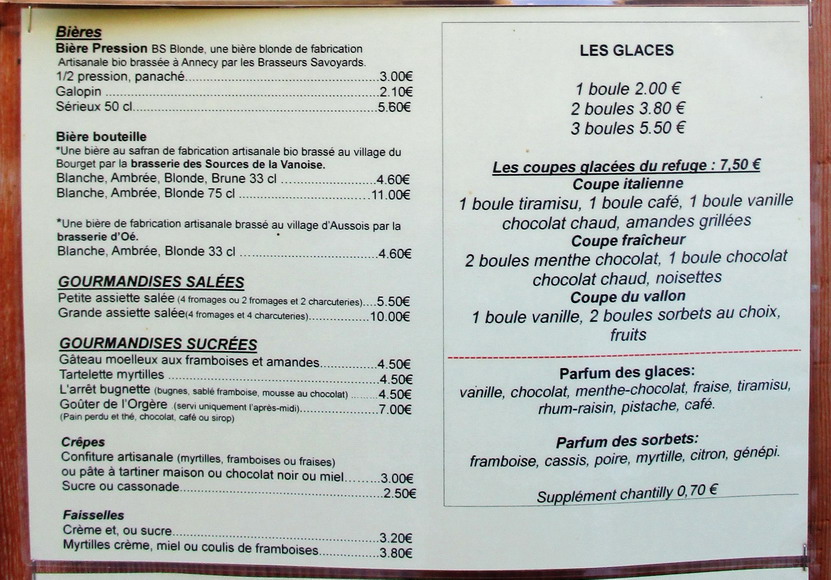 Bières
Bière Pression BS Blonde, une bière blonde de fabrication
Artisanale bio brassée à Annecy par les Brasseurs Savoyards.
1/2 pression, panaché..................................................3.00€
Galopin .....................................................................2.10€
Sérieux 50 cl...............................................................5.60€
Bière bouteille
*Une bière au safran de fabrication artisanale bio brassé au village du
Bourget par la brasserie des Sources de la Vanoise.
Blanche, Ambrée, Blonde, Brune 33 cl ........................4.60€
Blanche, Ambrée, Blonde 75 cl...................................11.00€
*Une bière de fabrication artisanale brassé au village d'Aussois par la
brasserie d'Oé.
Blanche, Ambrée, Blonde 33 cl ...................................4.60€
GOURMANDISES SALÉES
Petite assiette salée (4 fromages ou 2 fromages et 2 charcuteries)....5.50€
Grande assiette salée(4 fromages et 4 charcuteries)...................10.00€
GOURMANDISES SUCRÉES
Gâteau moelleux aux framboises et amandes..............4.50€
Tartelette myrtilles .....................................................4.50€
L'arrêt bugnette (bugnes, sablé framboise, mousse au chocolat) ........4.50€
Goûter de l'Orgère (servi uniquement l'après-midi)....................7.00€
(Pain perdu et thé, chocolat, café ou sirop)
Crêpes
Confiture artisanale (myrtilles, framboises ou fraises)
ou pâte à tartiner maison ou chocolat noir ou miel........3.00€
Sucre ou cassonade....................................................2.50€
Faisselles
Crème et, ou sucre....................................................3.20€
Myrtilles crème, miel ou coulis de framboises..............3.80€
LES GLACES
1 boule 2.00 €
2 boules 3.80 €
3 boules 5.50 €
Les coupes glacées du refuge : 7,50 €
Coupe italienne
1 boule tiramisu, 1 boule café, 1 boule vanille
chocolat chaud, amandes grillées
Coupe fraîcheur
2 boules menthe chocolat, 1 boule chocolat
chocolat chaud, noisettes
Coupe du vallon
1 boule vanille, 2 boules sorbets au choix,
fruits
Parfum des glaces:
vanille, chocolat, menthe-chocolat, fraise, tiramisu,
rhum-raisin, pistache, café.
Parfum des sorbets:
framboise, cassis, poire, myrtille, citron, génépi.
Supplément chantilly 0,70 €